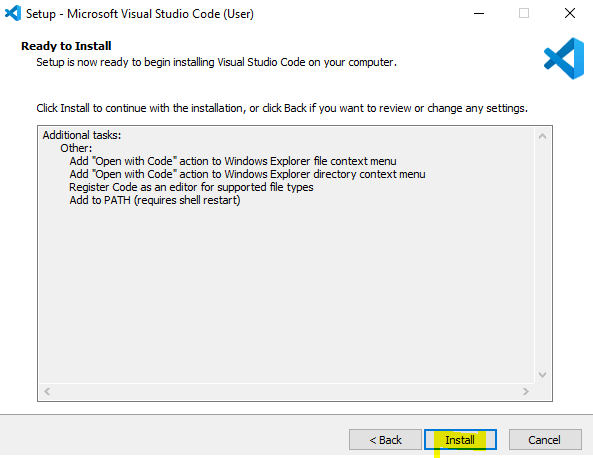 Setup - Microsoft Visual Studio Code (User)
Ready to Install
Setup is now ready to begin installing Visual Studio Code on your computer.
Click Install to continue with the installation, or click Back if you want to review or change any settings.
Additional tasks:
Other:
Add "Open with Code" action to Windows Explorer file context menu
Add "Open with Code" action to Windows Explorer directory context menu
Register Code as an editor for supported file types
Add to PATH (requires shell restart)
< Back Install Cancel